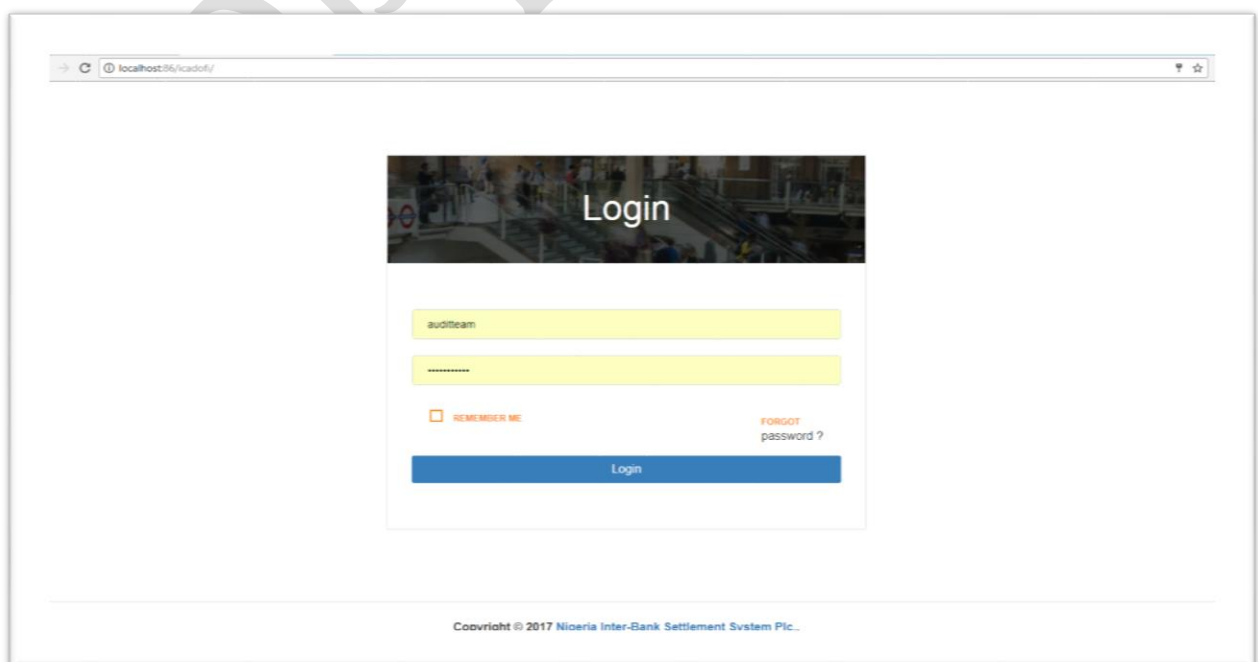 localhost:86/icadofi/
Login
auditteam
REMEMBER ME
FORGOT
password ?
Login
Copyright © 2017 Nigeria Inter-Bank Settlement System Plc..